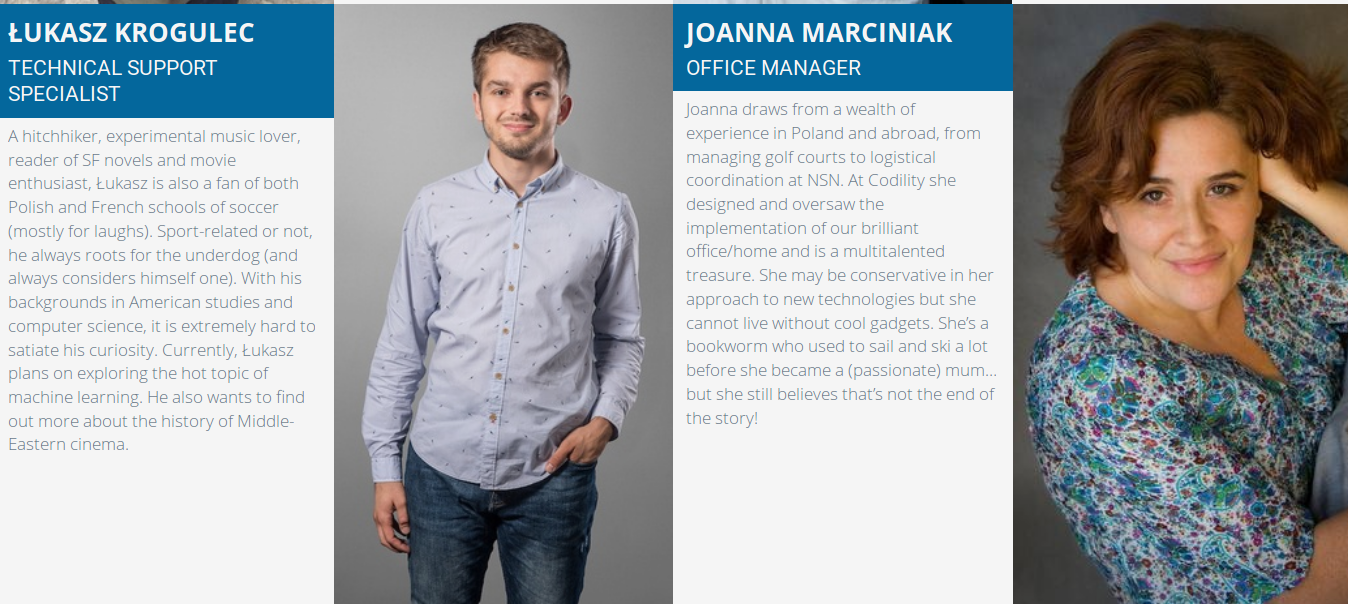 ŁUKASZ KROGULEC
TECHNICAL SUPPORT
SPECIALIST
A hitchhiker, experimental music lover,
reader of SF novels and movie
enthusiast, Łukasz is also a fan of both
Polish and French schools of soccer
(mostly for laughs). Sport-related or not,
he always roots for the underdog (and
always considers himself one). With his
backgrounds in American studies and
computer science, it is extremely hard to
satiate his curiosity. Currently, Łukasz
plans on exploring the hot topic of
machine learning. He also wants to find
out more about the history of Middle-
Eastern cinema.
JOANNA MARCINIAK
OFFICE MANAGER
Joanna draws from a wealth of
experience in Poland and abroad, from
managing golf courts to logistical
coordination at NSN. At Codility she
designed and oversaw the
implementation of our brilliant
office/home and is a multitalented
treasure. She may be conservative in her
approach to new technologies but she
cannot live without cool gadgets. She’s a
bookworm who used to sail and ski a lot
before she became a (passionate) mum…
but she still believes that’s not the end of
the story!